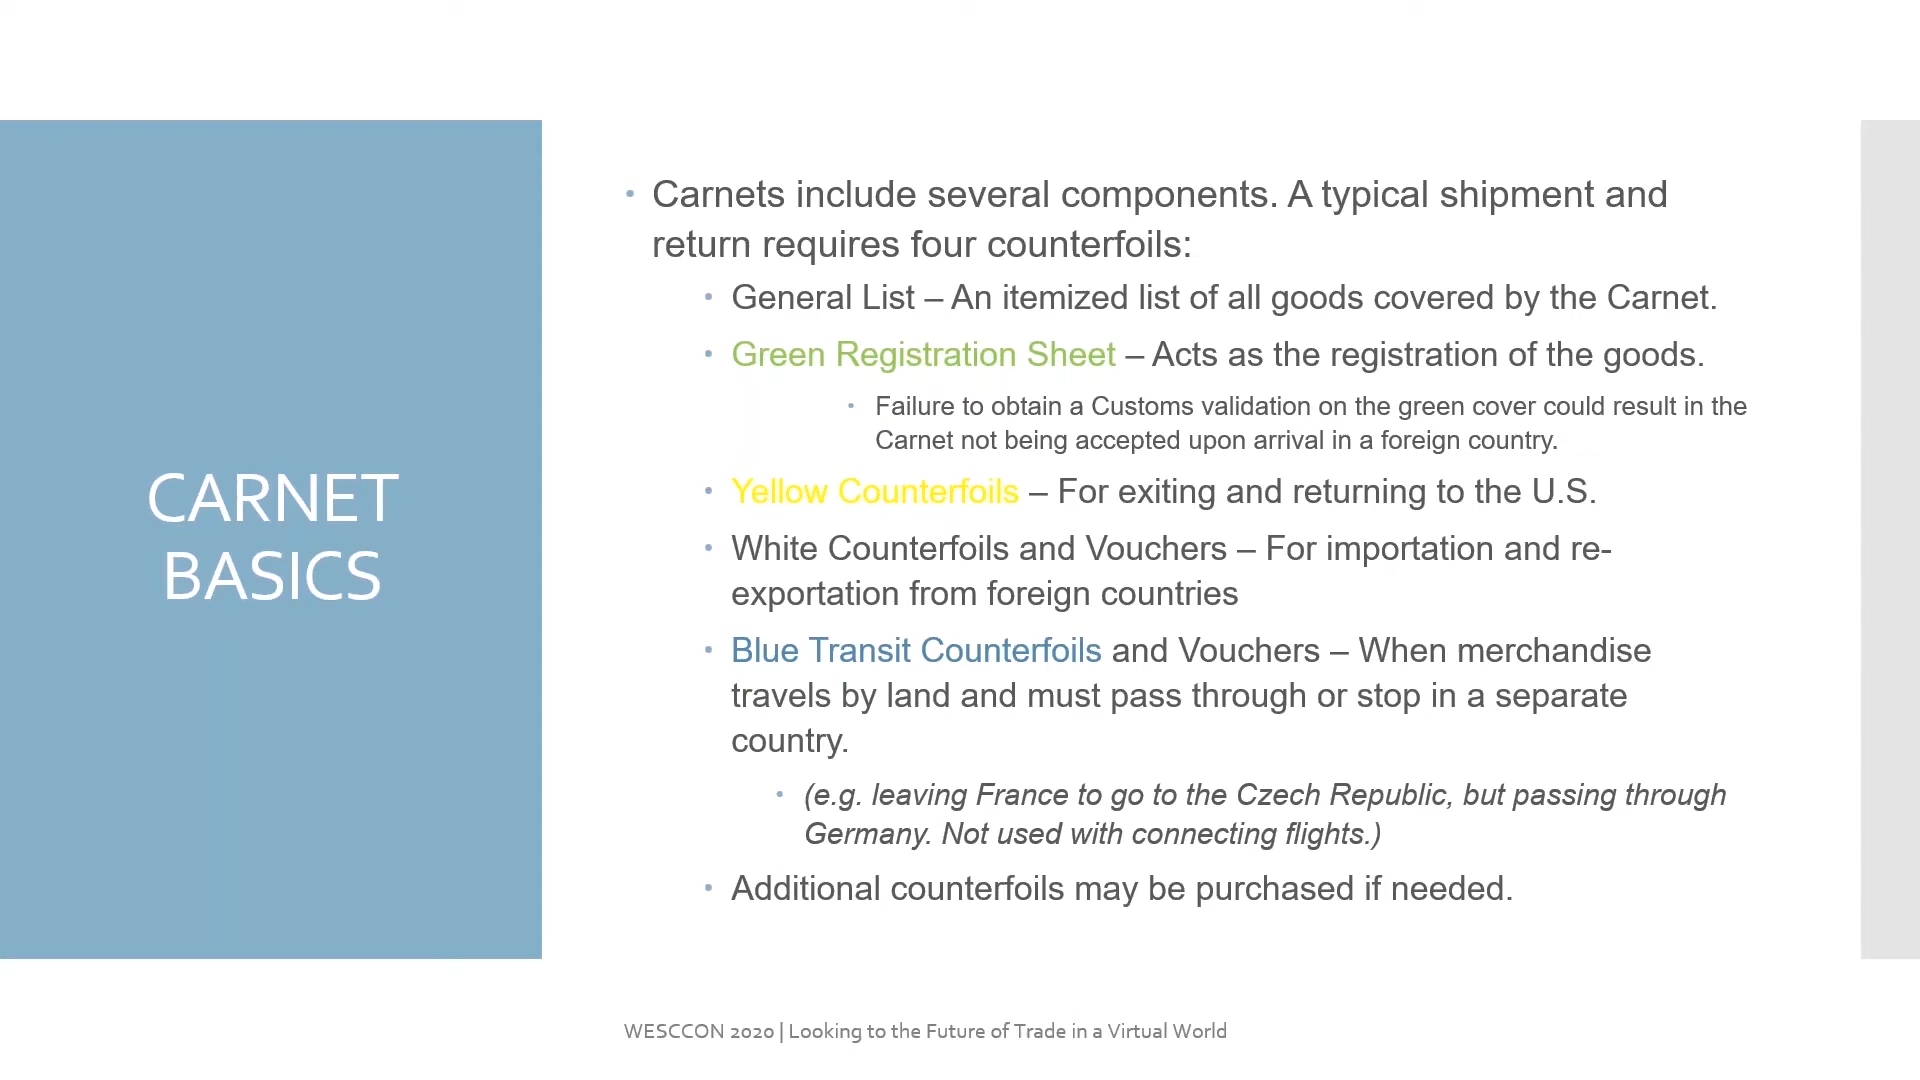 CARNET
BASICS
• Carnets include several components. A typical shipment and
return requires four counterfoils:
• General List – An itemized list of all goods covered by the Carnet.
• Green Registration Sheet – Acts as the registration of the goods.
• Failure to obtain a Customs validation on the green cover could result in the
Carnet not being accepted upon arrival in a foreign country.
• Yellow Counterfoils – For exiting and returning to the U.S.
• White Counterfoils and Vouchers – For importation and re-
exportation from foreign countries
• Blue Transit Counterfoils and Vouchers – When merchandise
travels by land and must pass through or stop in a separate
country.
• (e.g. leaving France to go to the Czech Republic, but passing through
Germany. Not used with connecting flights.)
• Additional counterfoils may be purchased if needed.
WESCCON 2020 | Looking to the Future of Trade in a Virtual World